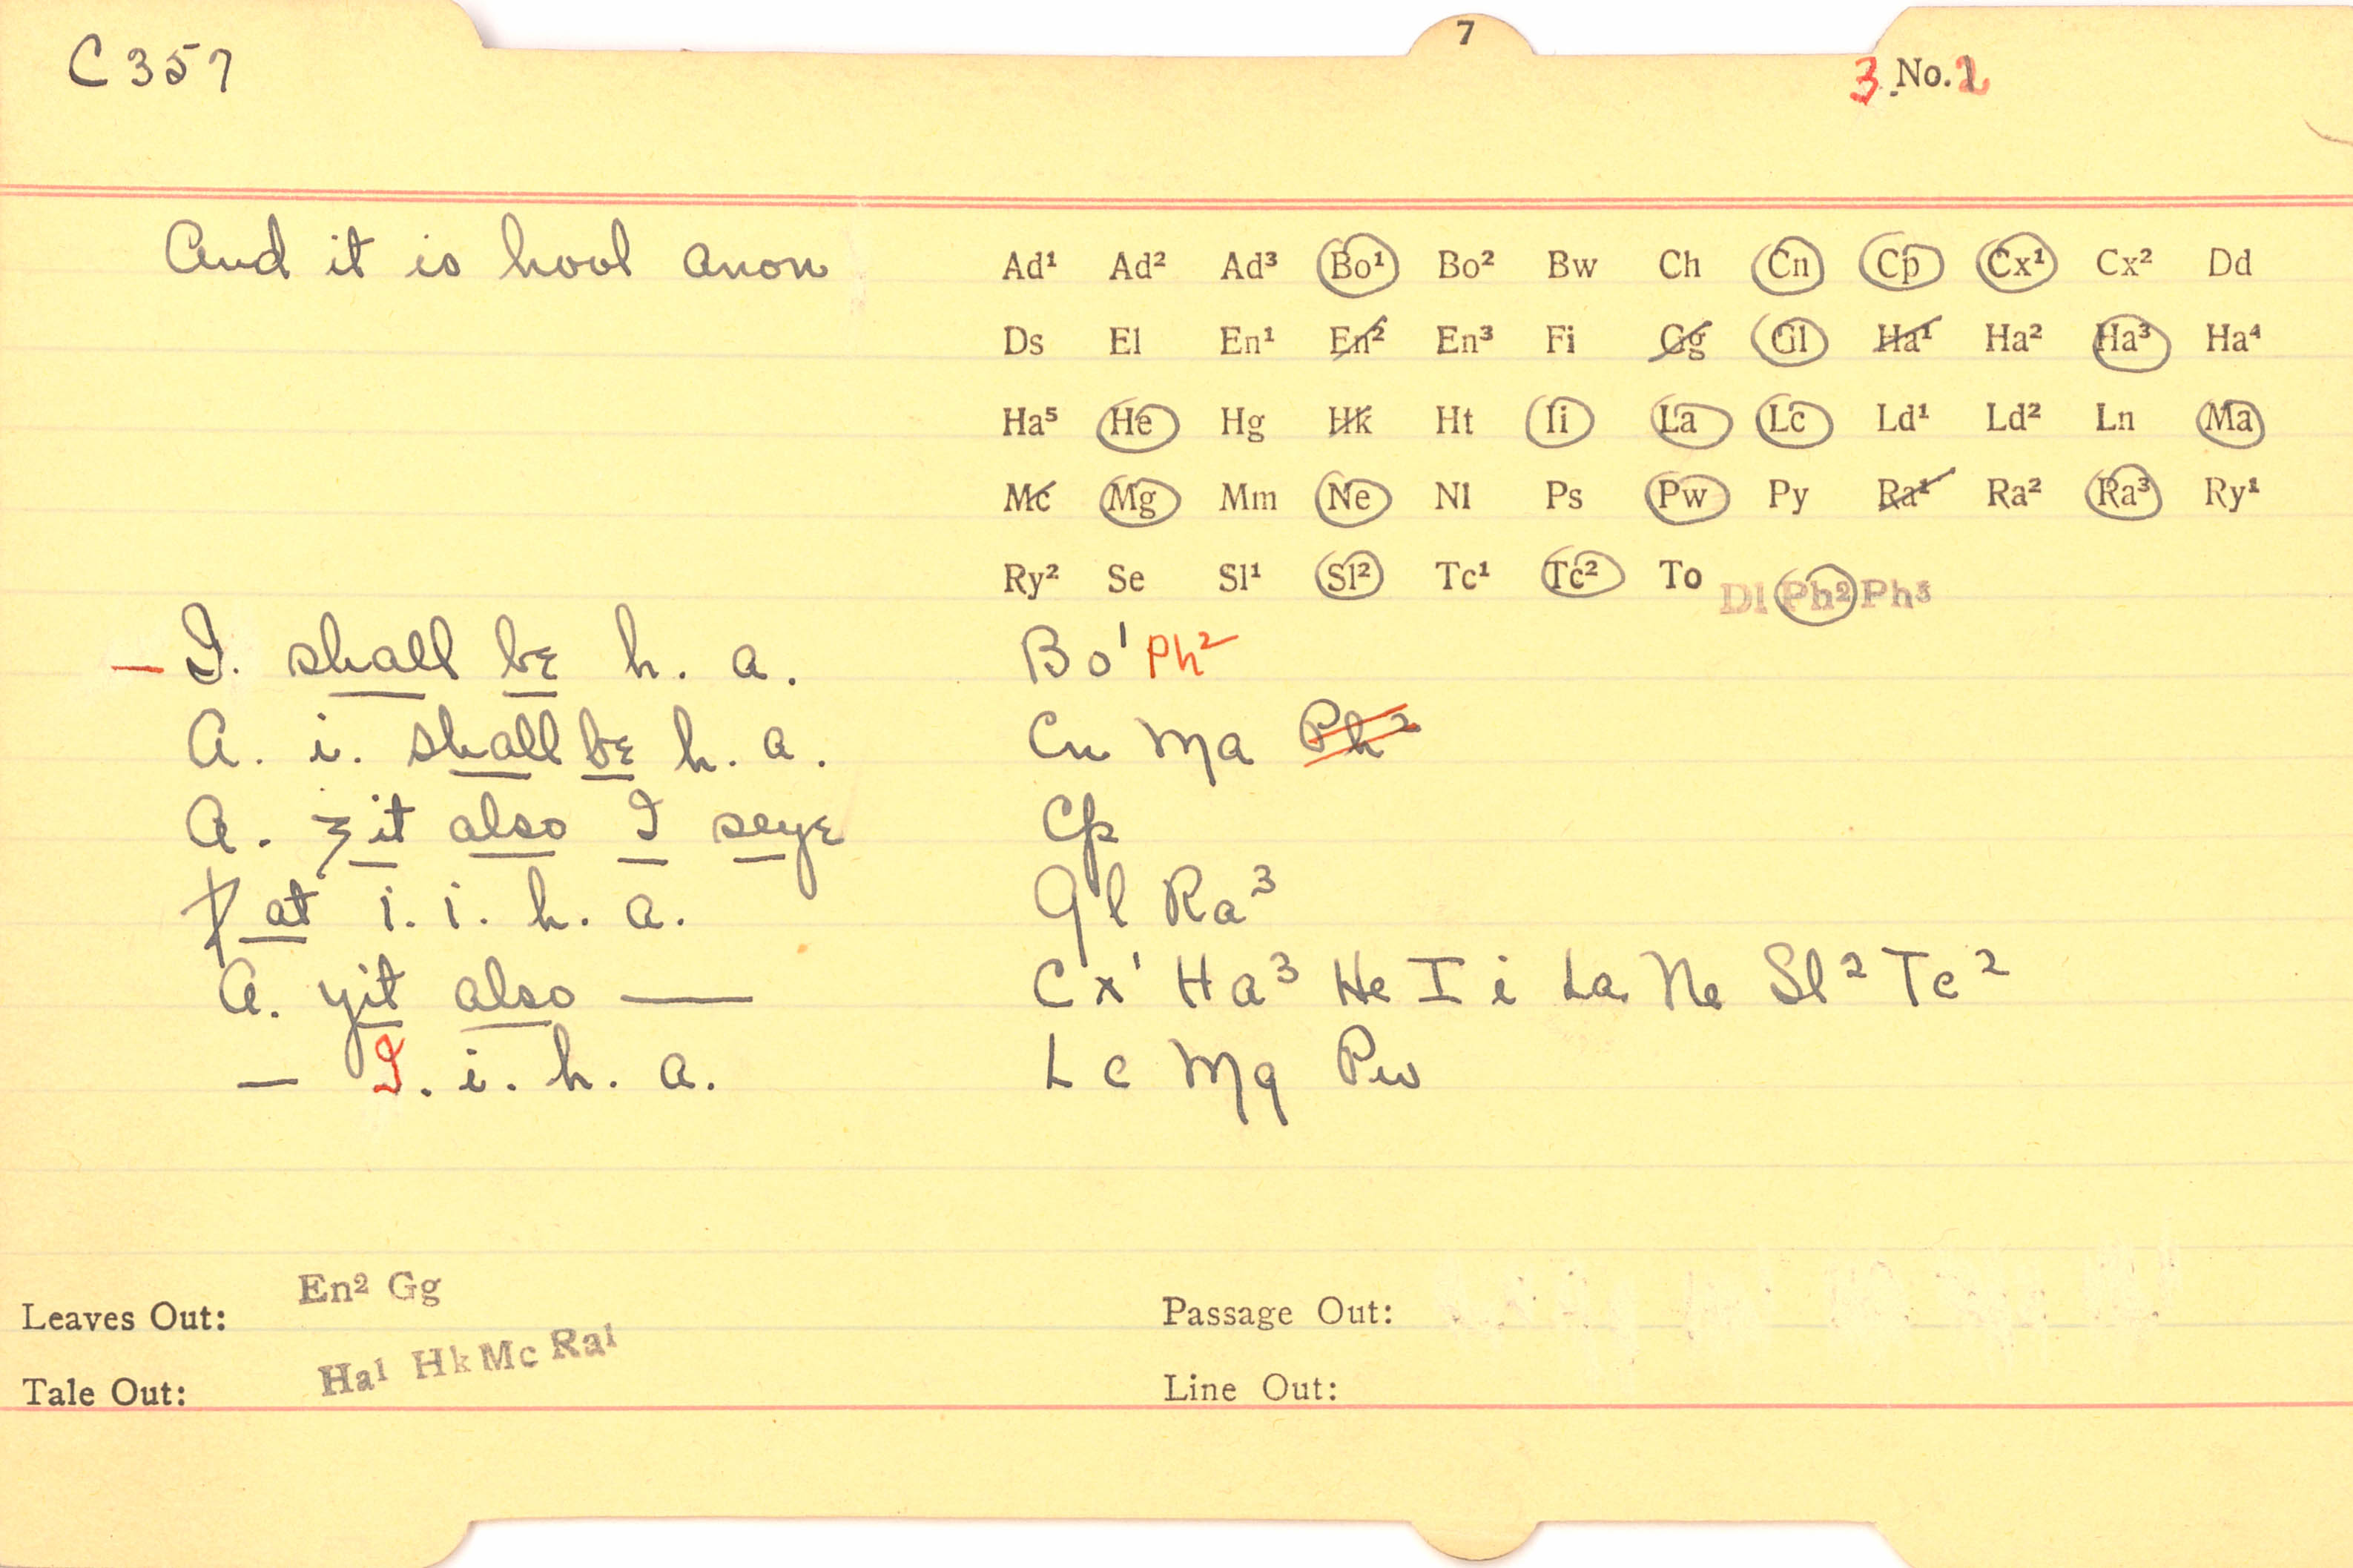 7
C 357
3 No. 1 2
And it is hool anon
Ad¹ Ad² Ad³ Bo¹ Bo² Bw Ch Cn Cp Cx¹ Cx² Dd
Ds El En¹ En² En³ Fi Gg Gl Ha¹ Ha² Ha³ Ha⁴
Ha⁵ He Hg Hk Ht Ii La Lc Ld¹ Ld² Ln Ma
Mc Mg Mm Ne Nl Ps Pw Py Ra¹ Ra² Ra³ Ry¹
Ry² Se Sl¹ Sl² Tc¹ Tc² To Dl Ph² Ph³
— I. shall be h. a. Bo¹ Ph²
A. i. shall be h. a. Cn Ma Ph²
A. ȝit also I seye Cp
þat i. i. h. a. Gl Ra³
A. yit also — Cx¹ Ha³ He Ii La Ne Sl² Tc²
— I. i. h. a. Lc Mg Pw
Leaves Out: En² Gg
Passage Out:
Tale Out: Ha¹ Hk Mc Ra¹
Line Out: